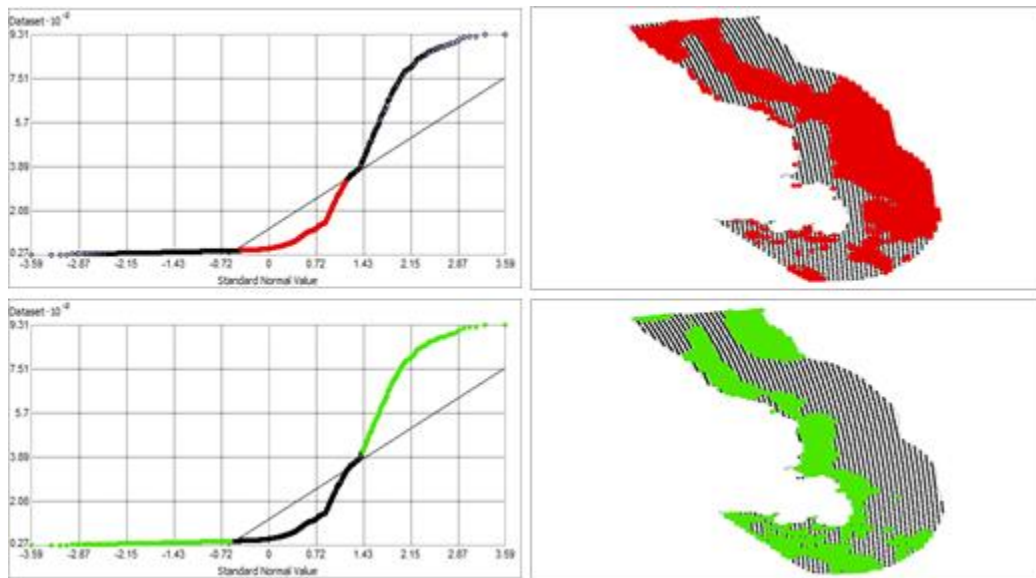 Dataset · 10⁻²
9.31
7.51
5.7
3.89
2.08
0.27
-3.59 -2.87 -2.15 -1.43 -0.72 0 0.72 1.43 2.15 2.87 3.59
Standard Normal Value
Dataset · 10⁻²
9.31
7.51
5.7
3.89
2.08
0.27
-3.59 -2.87 -2.15 -1.43 -0.72 0 0.72 1.43 2.15 2.87 3.59
Standard Normal Value